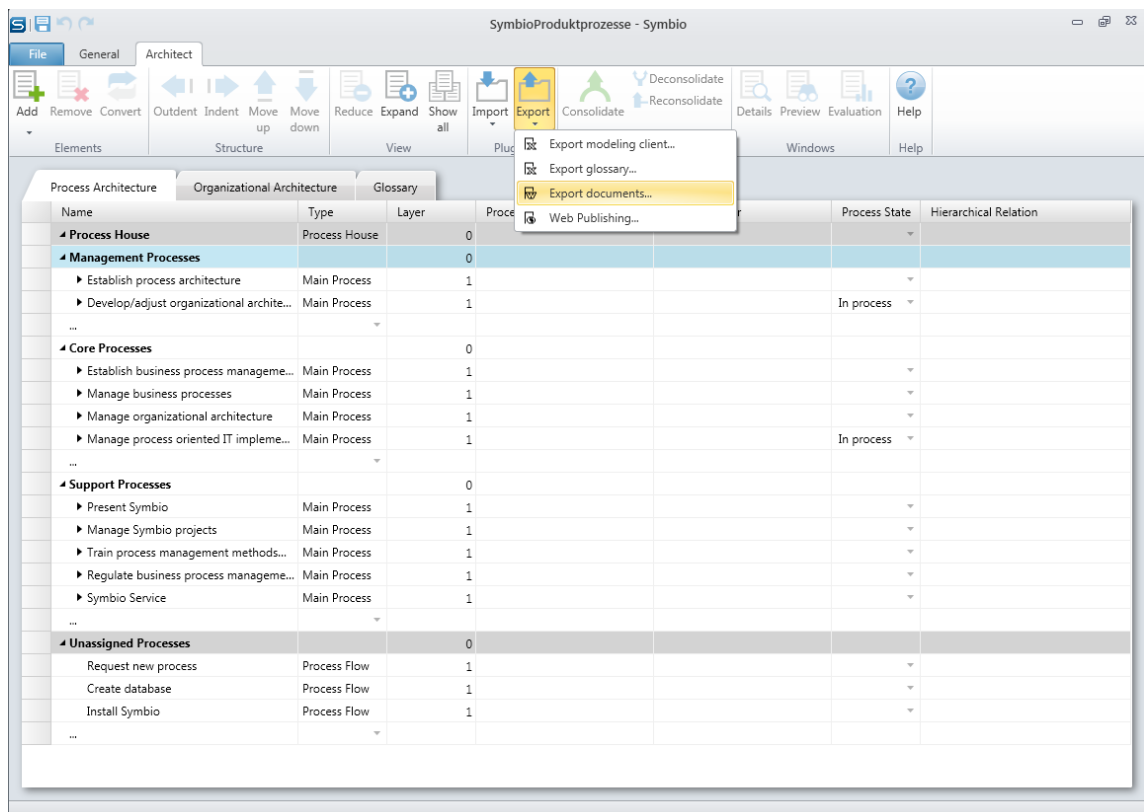 SymbioProduktprozesse - Symbio
File General Architect
Add Remove Convert Outdent Indent Move up Move down Reduce Expand Show all Import Export Consolidate Deconsolidate Reconsolidate Details Preview Evaluation Help
Elements Structure View Plug Windows Help
Export modeling client...
Export glossary...
Export documents...
Web Publishing...
Process Architecture Organizational Architecture Glossary
Name Type Layer Proce r Process State Hierarchical Relation
Process House Process House 0
Management Processes 0
Establish process architecture Main Process 1
Develop/adjust organizational archite... Main Process 1 In process
...
Core Processes 0
Establish business process manageme... Main Process 1
Manage business processes Main Process 1
Manage organizational architecture Main Process 1
Manage process oriented IT impleme... Main Process 1 In process
...
Support Processes 0
Present Symbio Main Process 1
Manage Symbio projects Main Process 1
Train process management methods... Main Process 1
Regulate business process manageme... Main Process 1
Symbio Service Main Process 1
...
Unassigned Processes 0
Request new process Process Flow 1
Create database Process Flow 1
Install Symbio Process Flow 1
...